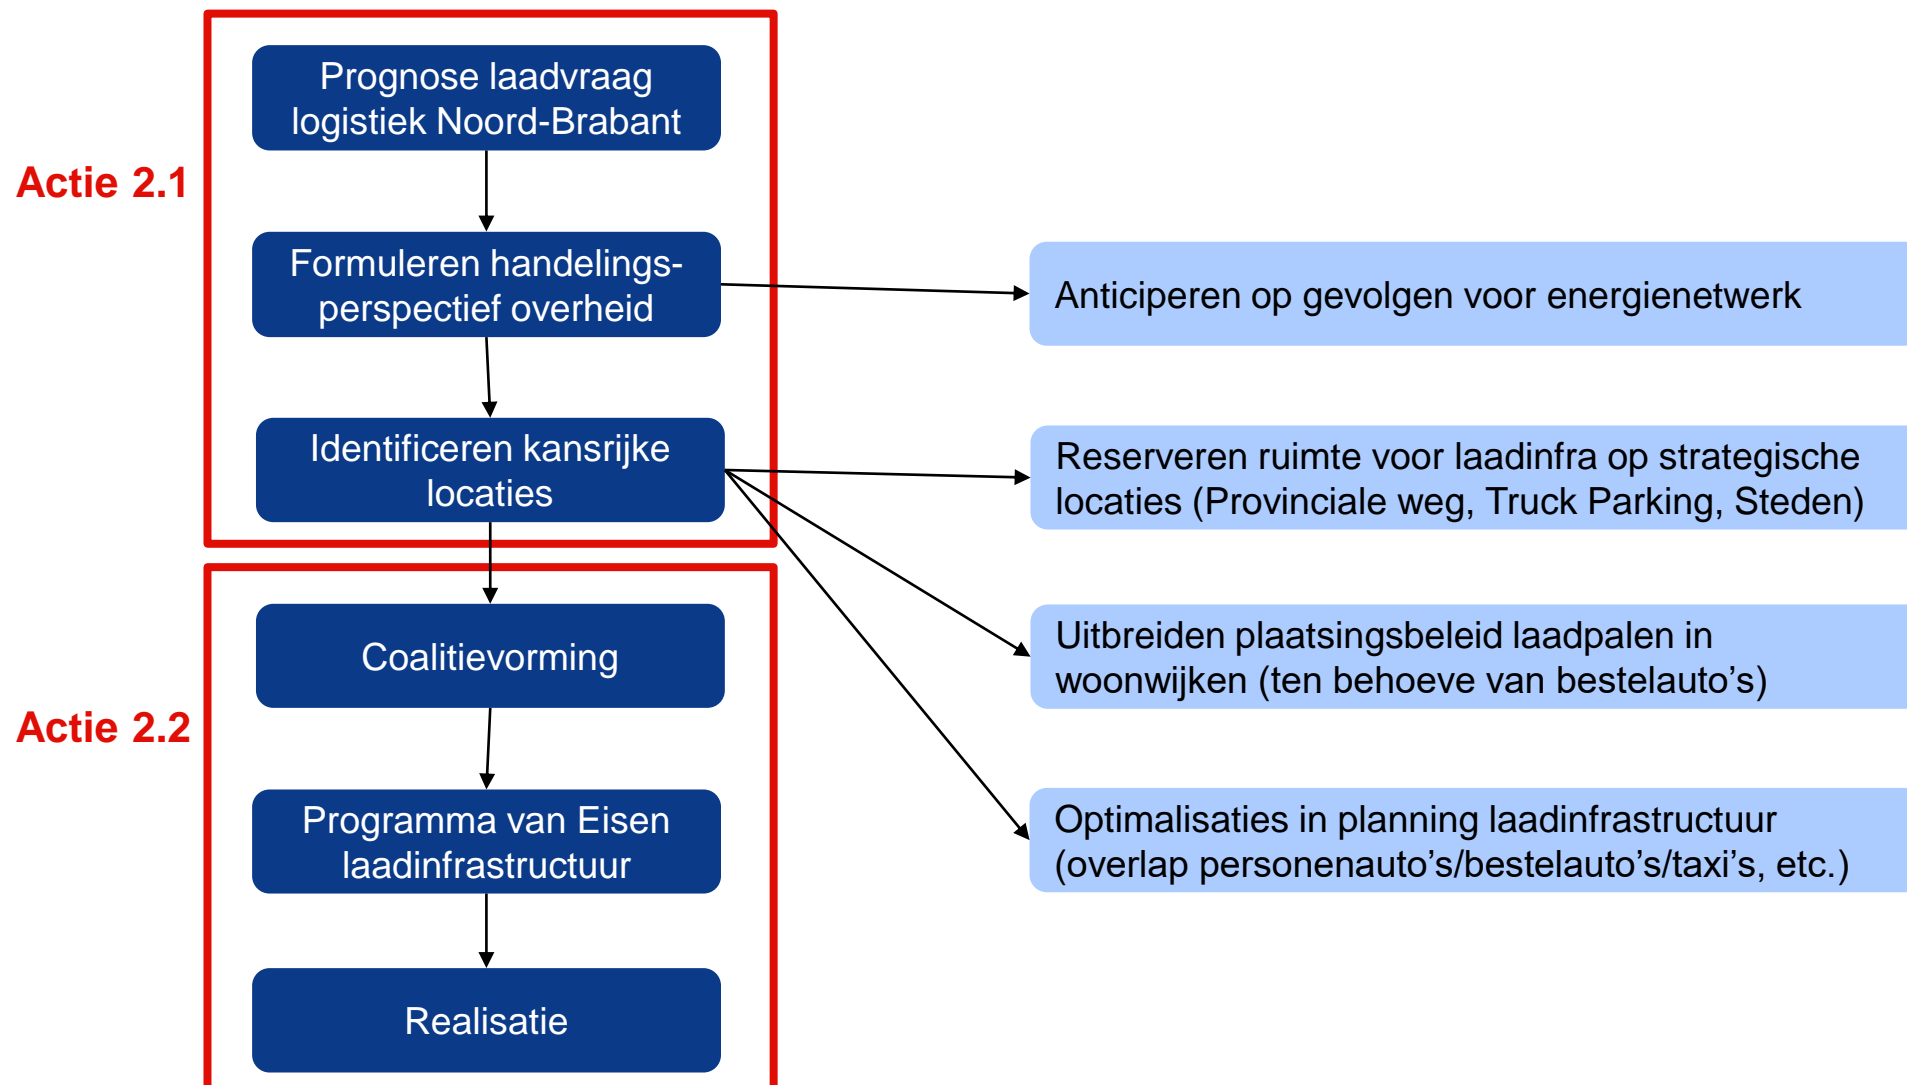 Actie 2.1
Prognose laadvraag
logistiek Noord-Brabant
Formuleren handelings-
perspectief overheid
Anticiperen op gevolgen voor energienetwerk
Identificeren kansrijke
locaties
Reserveren ruimte voor laadinfra op strategische
locaties (Provinciale weg, Truck Parking, Steden)
Actie 2.2
Coalitievorming
Uitbreiden plaatsingsbeleid laadpalen in
woonwijken (ten behoeve van bestelauto’s)
Programma van Eisen
laadinfrastructuur
Optimalisaties in planning laadinfrastructuur
(overlap personenauto’s/bestelauto’s/taxi’s, etc.)
Realisatie